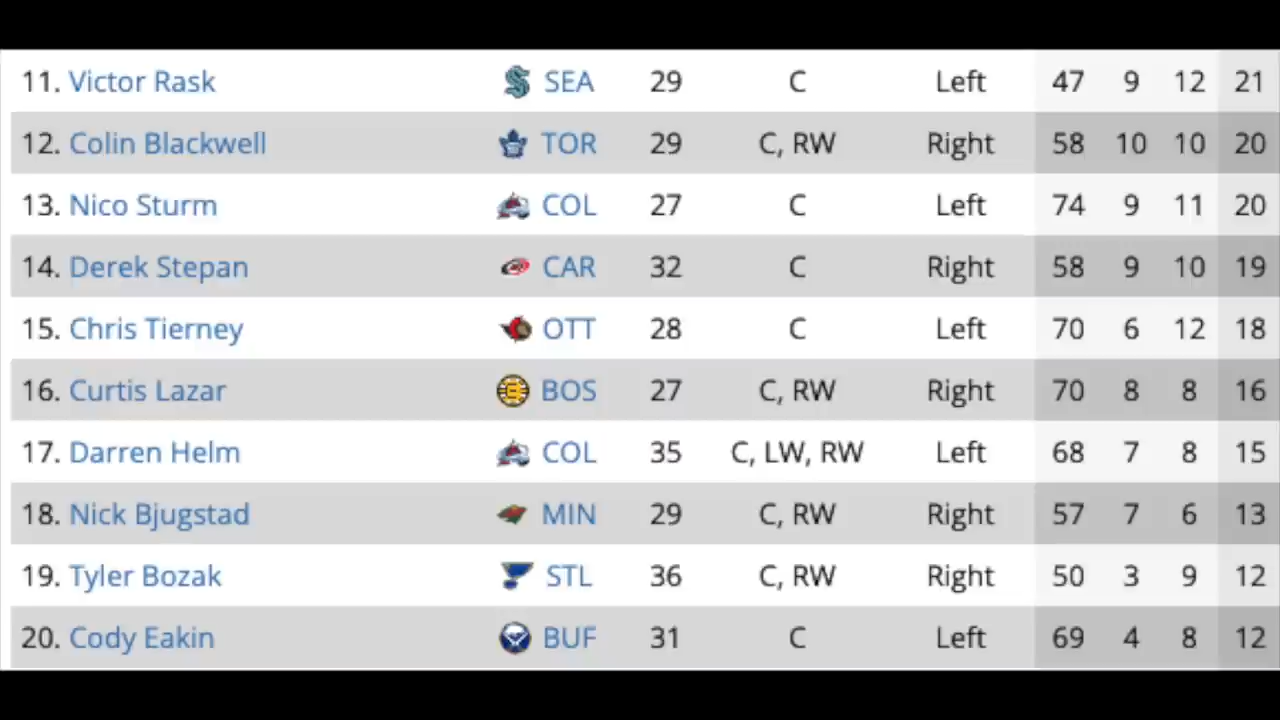 11. Victor Rask SEA 29 C Left 47 9 12 21
12. Colin Blackwell TOR 29 C, RW Right 58 10 10 20
13. Nico Sturm COL 27 C Left 74 9 11 20
14. Derek Stepan CAR 32 C Right 58 9 10 19
15. Chris Tierney OTT 28 C Left 70 6 12 18
16. Curtis Lazar BOS 27 C, RW Right 70 8 8 16
17. Darren Helm COL 35 C, LW, RW Left 68 7 8 15
18. Nick Bjugstad MIN 29 C, RW Right 57 7 6 13
19. Tyler Bozak STL 36 C, RW Right 50 3 9 12
20. Cody Eakin BUF 31 C Left 69 4 8 12